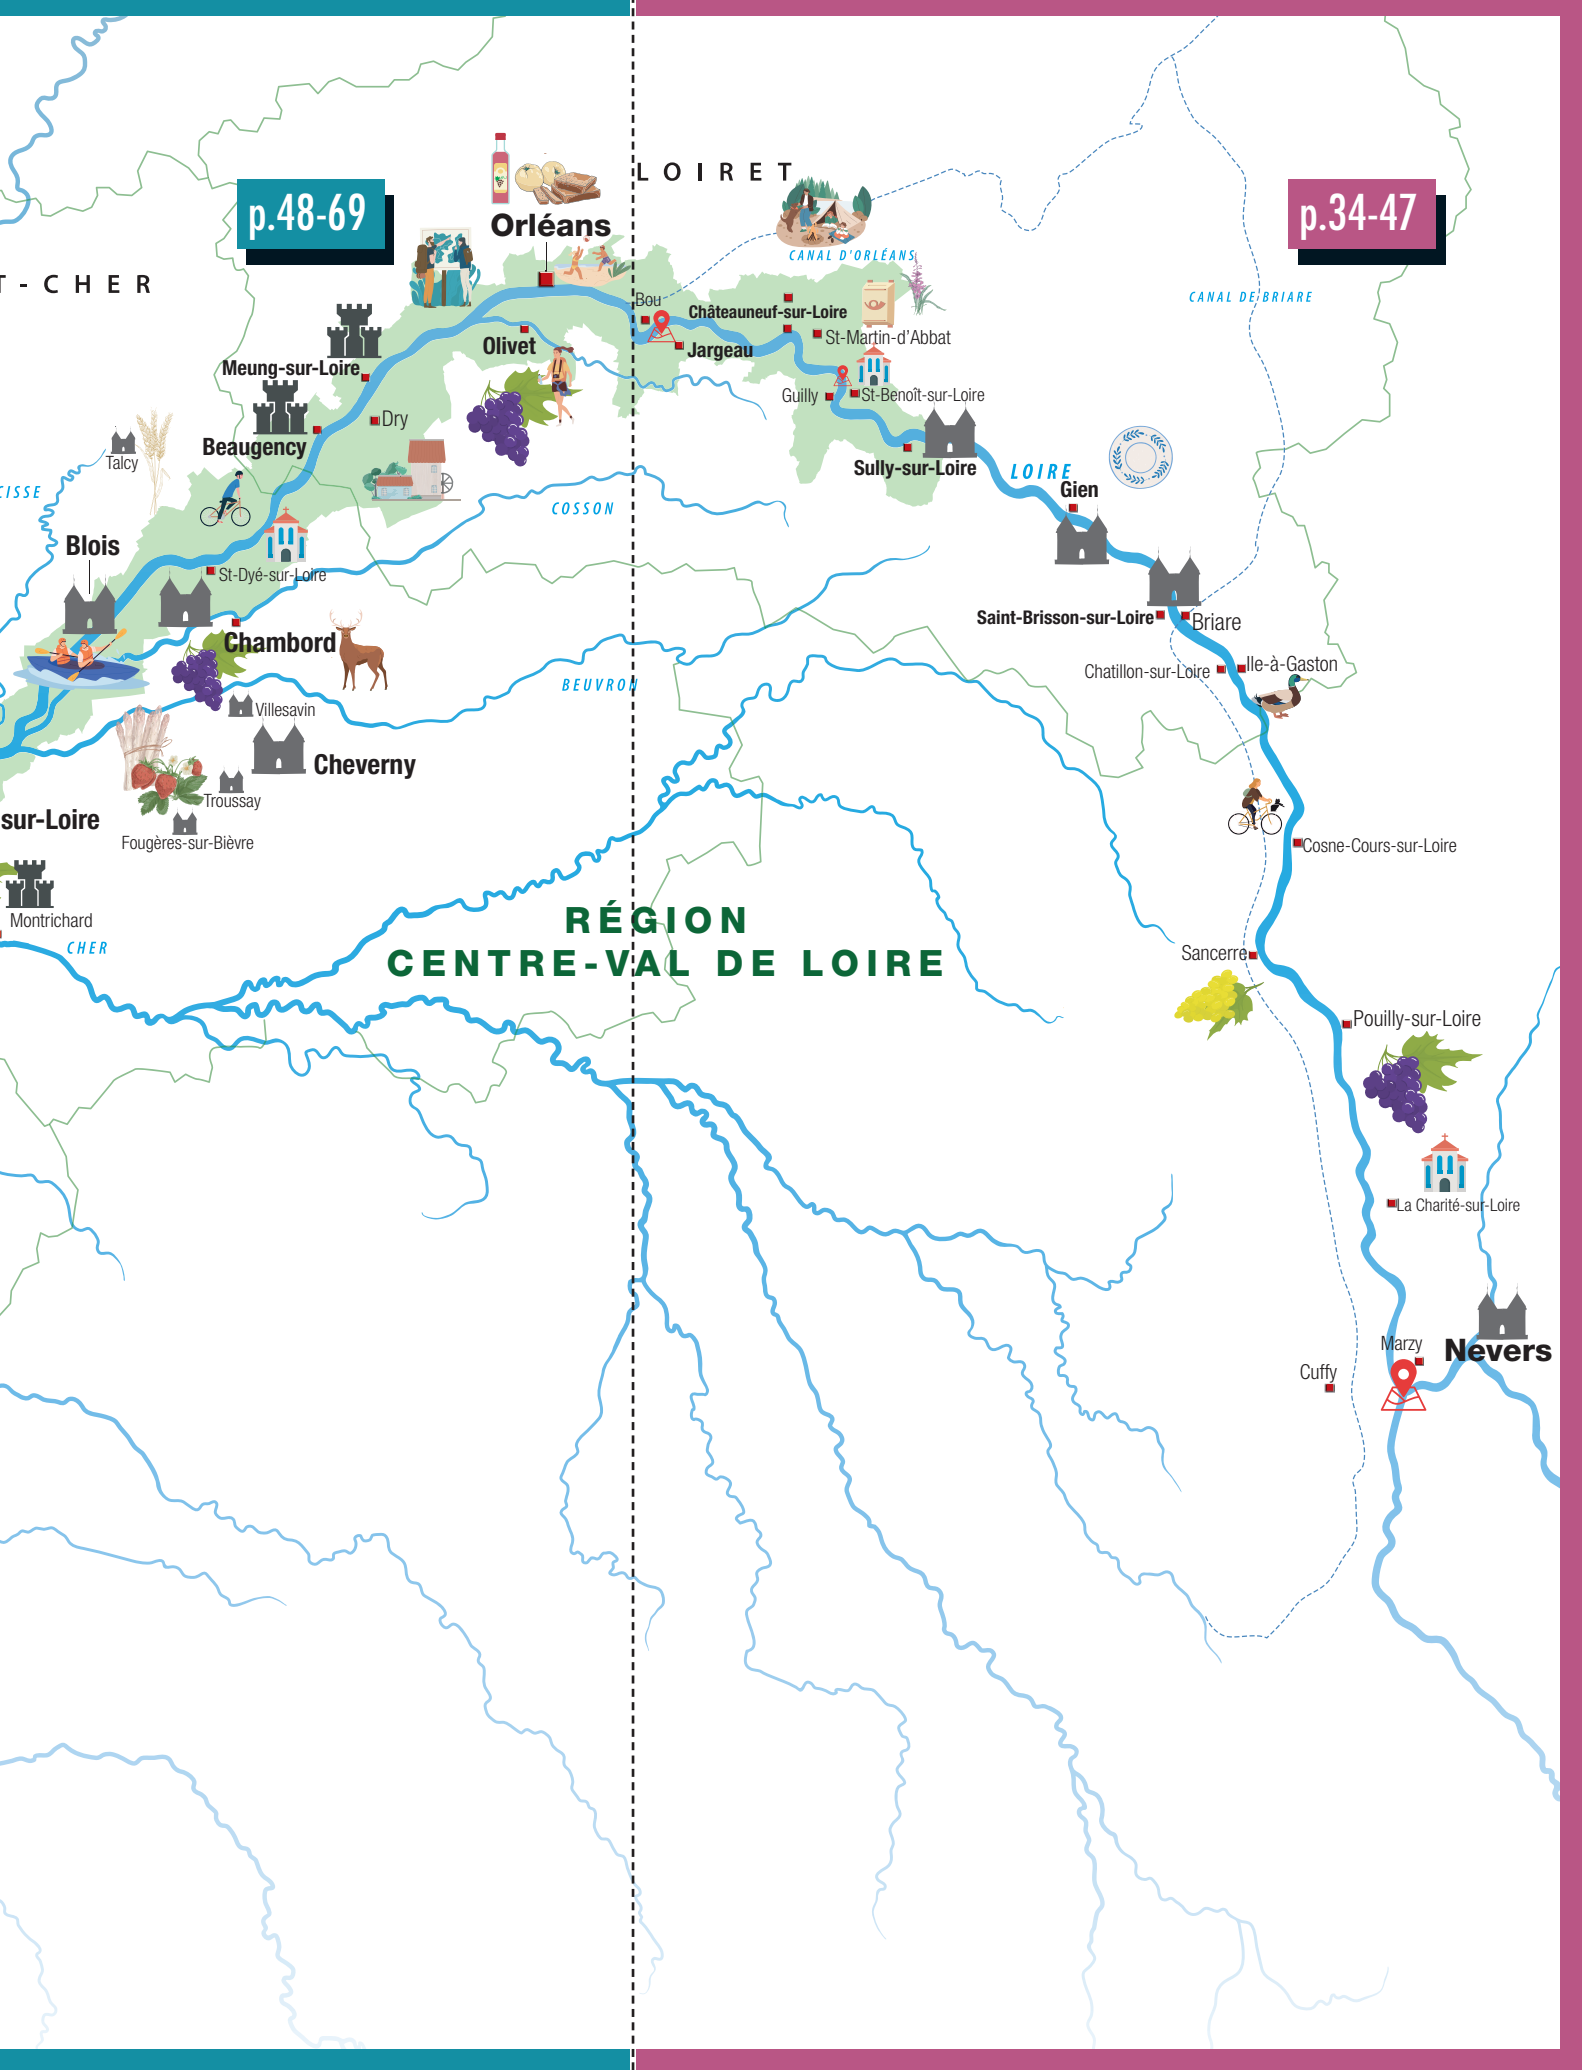 LOIRET
p.48-69
p.34-47
Orléans
CANAL D'ORLÉANS
T-CHER
CANAL DE BRIARE
Bou
Châteauneuf-sur-Loire
St-Martin-d'Abbat
Olivet
Jargeau
Meung-sur-Loire
Guilly
St-Benoît-sur-Loire
Dry
Beaugency
Talcy
Sully-sur-Loire
LOIRE
Gien
CISSE
COSSON
Blois
St-Dyé-sur-Loire
Saint-Brisson-sur-Loire
Briare
Chambord
Chatillon-sur-Loire
Ile-à-Gaston
BEUVRON
Villesavin
Cheverny
Troussay
sur-Loire
Fougères-sur-Bièvre
Cosne-Cours-sur-Loire
Montrichard
RÉGION
CENTRE-VAL DE LOIRE
CHER
Sancerre
Pouilly-sur-Loire
La Charité-sur-Loire
Marzy
Nevers
Cuffy